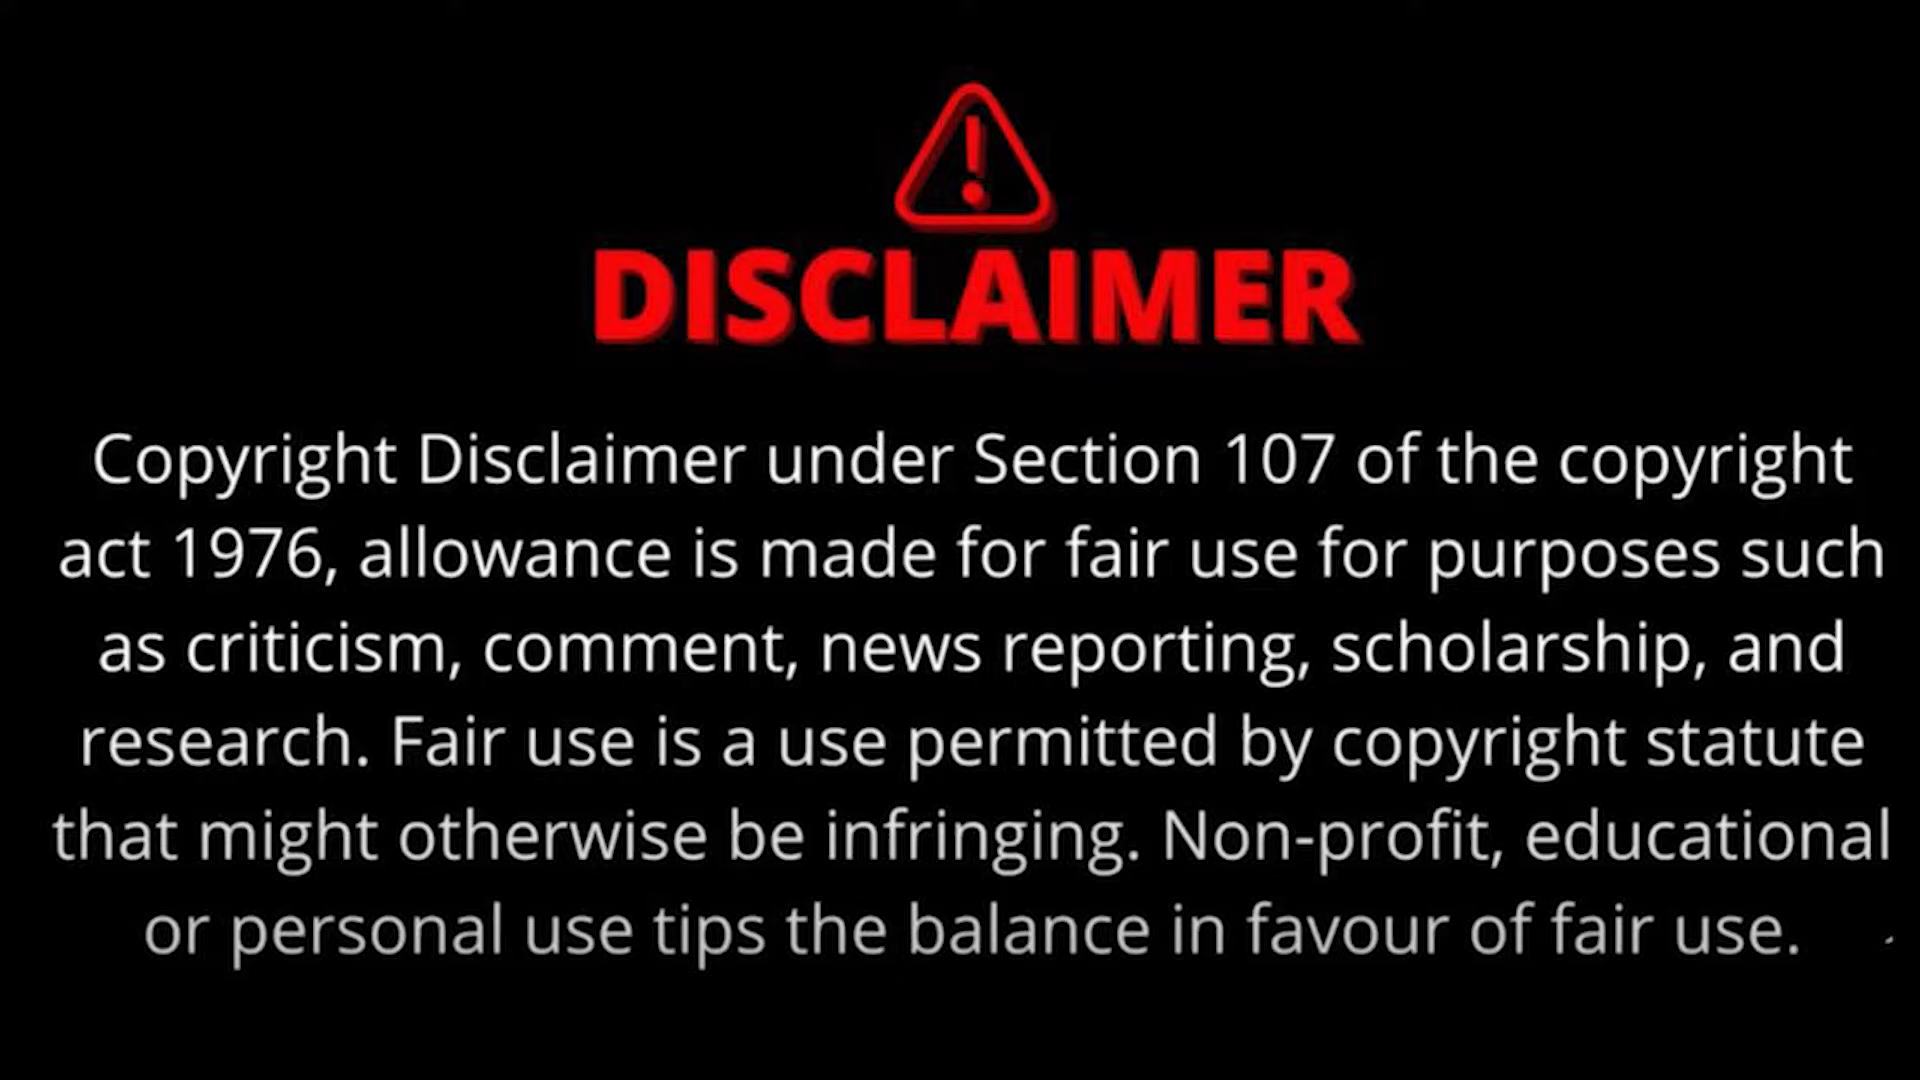 DISCLAIMER
Copyright Disclaimer under Section 107 of the copyright
act 1976, allowance is made for fair use for purposes such
as criticism, comment, news reporting, scholarship, and
research. Fair use is a use permitted by copyright statute
that might otherwise be infringing. Non-profit, educational
or personal use tips the balance in favour of fair use.